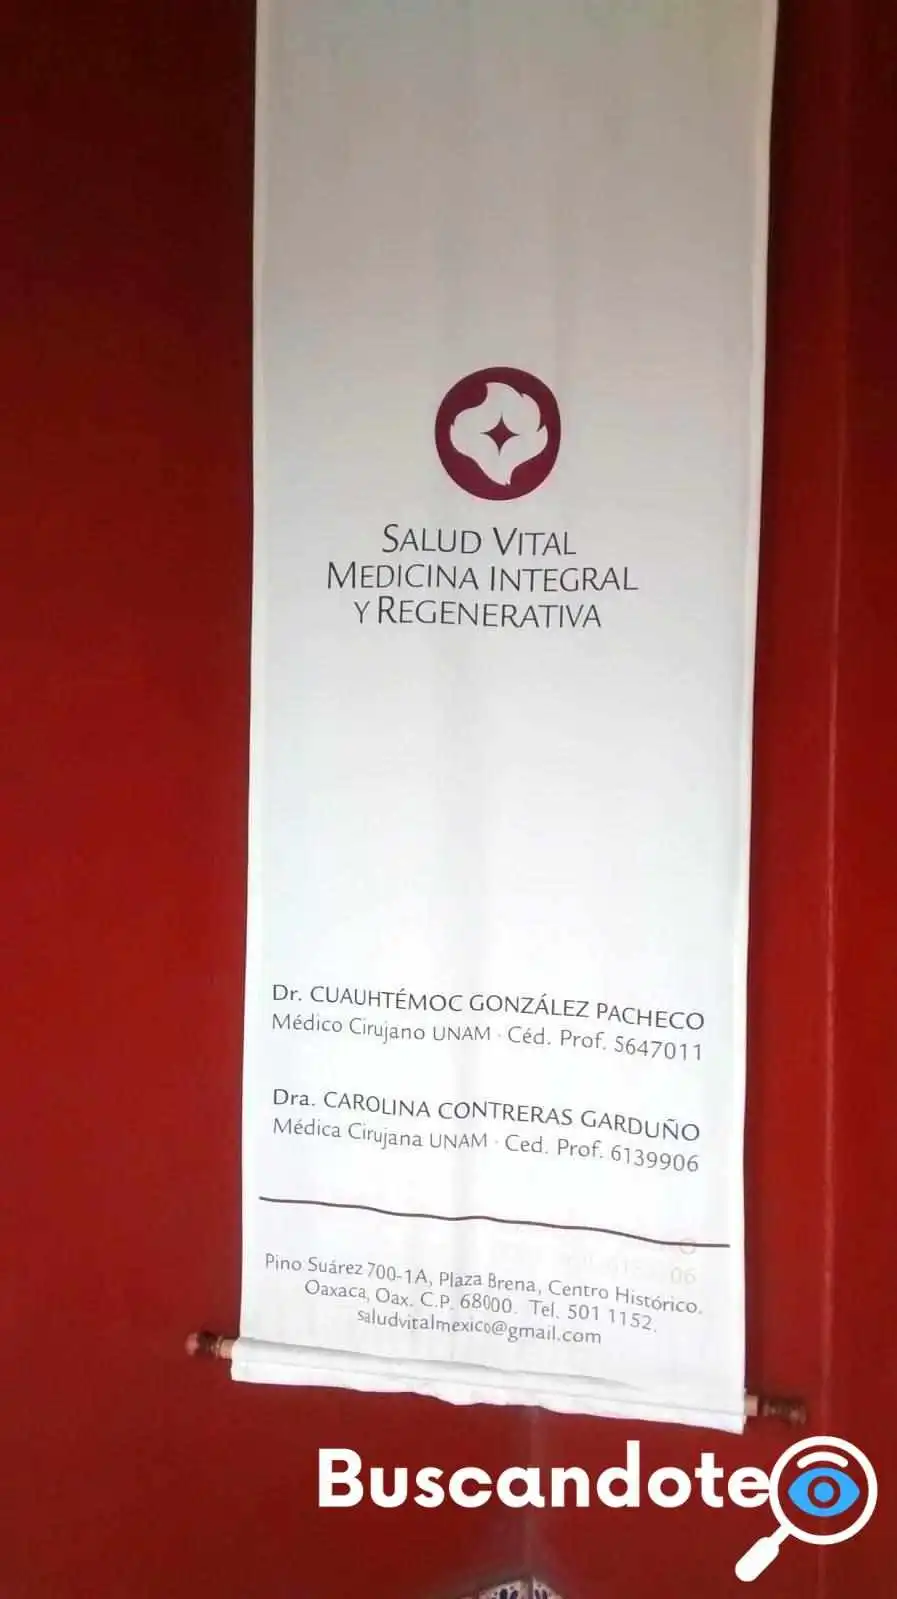 SALUD VITAL
MEDICINA INTEGRAL
Y REGENERATIVA
Dr. CUAUHTÉMOC GONZÁLEZ PACHECO
Médico Cirujano UNAM · Céd. Prof. 5647011
Dra. CAROLINA CONTRERAS GARDUÑO
Médica Cirujana UNAM · Ced. Prof. 6139906
Pino Suárez 700-1A, Plaza Brena, Centro Histórico.
Oaxaca, Oax. C.P. 68000. Tel. 501 1152.
saludvitalmexico@gmail.com
Buscandote